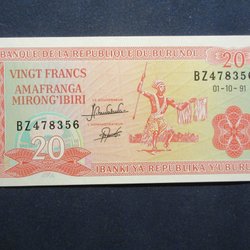 BANQUE DE LA REPUBLIQUE DU BURUNDI
20
VINGT FRANCS
AMAFRANGA
MIRONG'IBIRI
BZ478356
01-10-91
BZ478356
20
IBANKI YA REPUBLIKA Y'UBURUNDI